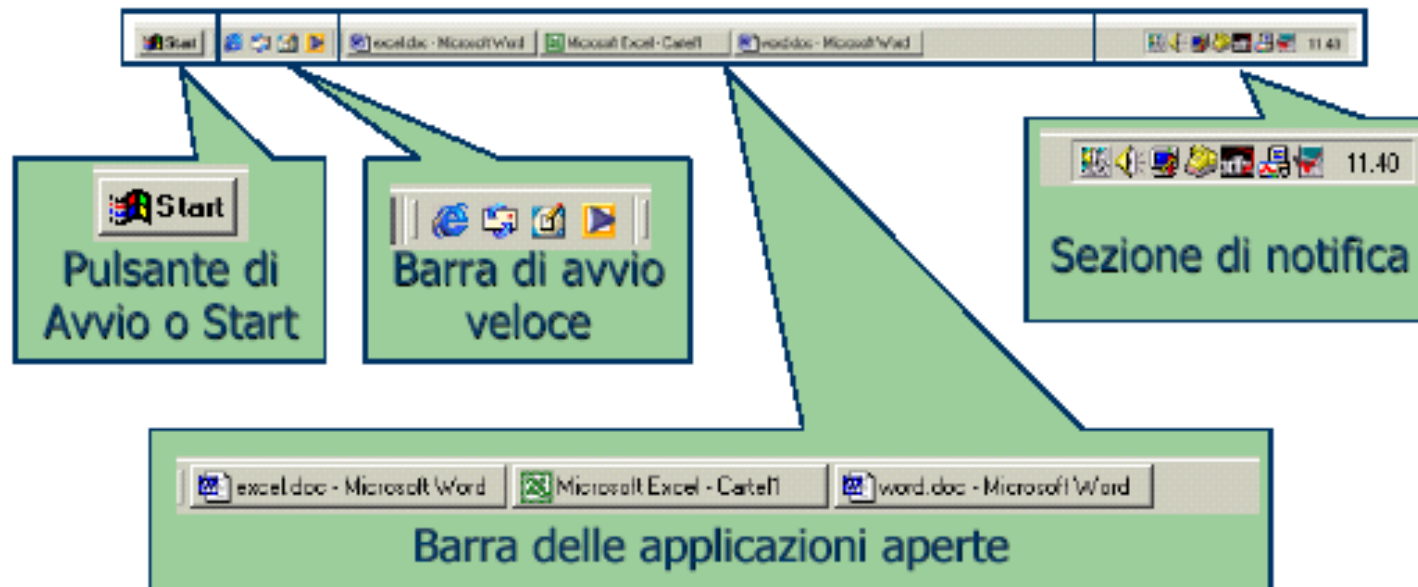 Start
excel.doc - Microsoft Word
Microsoft Excel - Cartel1
word.doc - Microsoft Word
11.40
Start
Pulsante di
Avvio o Start
Barra di avvio
veloce
11.40
Sezione di notifica
excel.doc - Microsoft Word
Microsoft Excel - Cartel1
word.doc - Microsoft Word
Barra delle applicazioni aperte